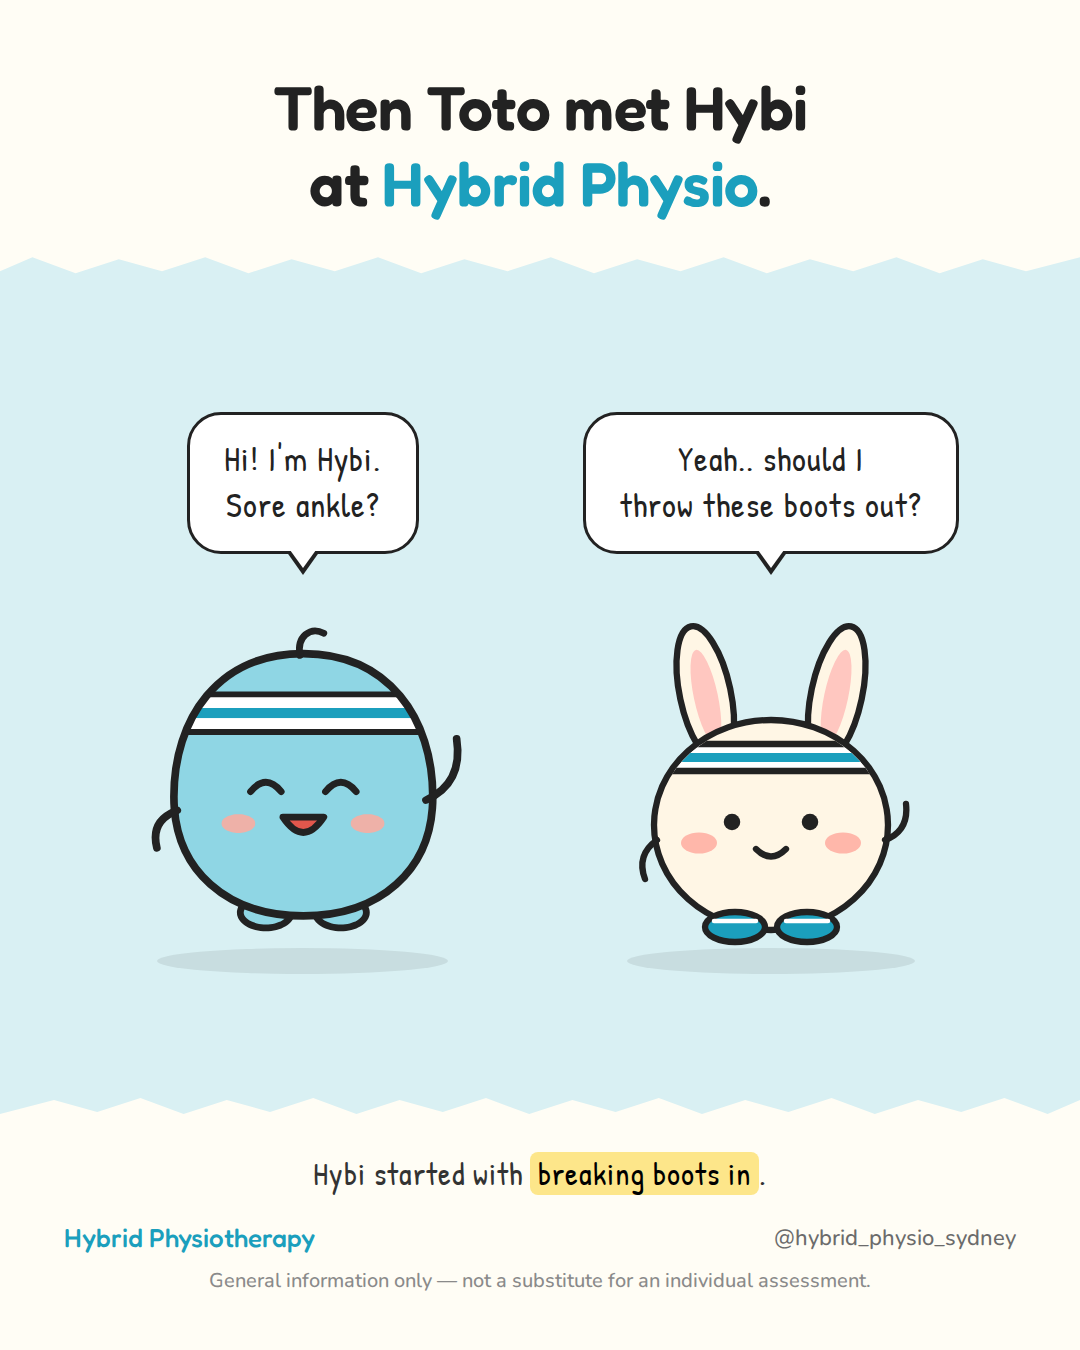 Then Toto met Hybi
at Hybrid Physio.
Hi! I'm Hybi.
Sore ankle?
Yeah.. should I
throw these boots out?
Hybi started with breaking boots in.
Hybrid Physiotherapy
@hybrid_physio_sydney
General information only — not a substitute for an individual assessment.